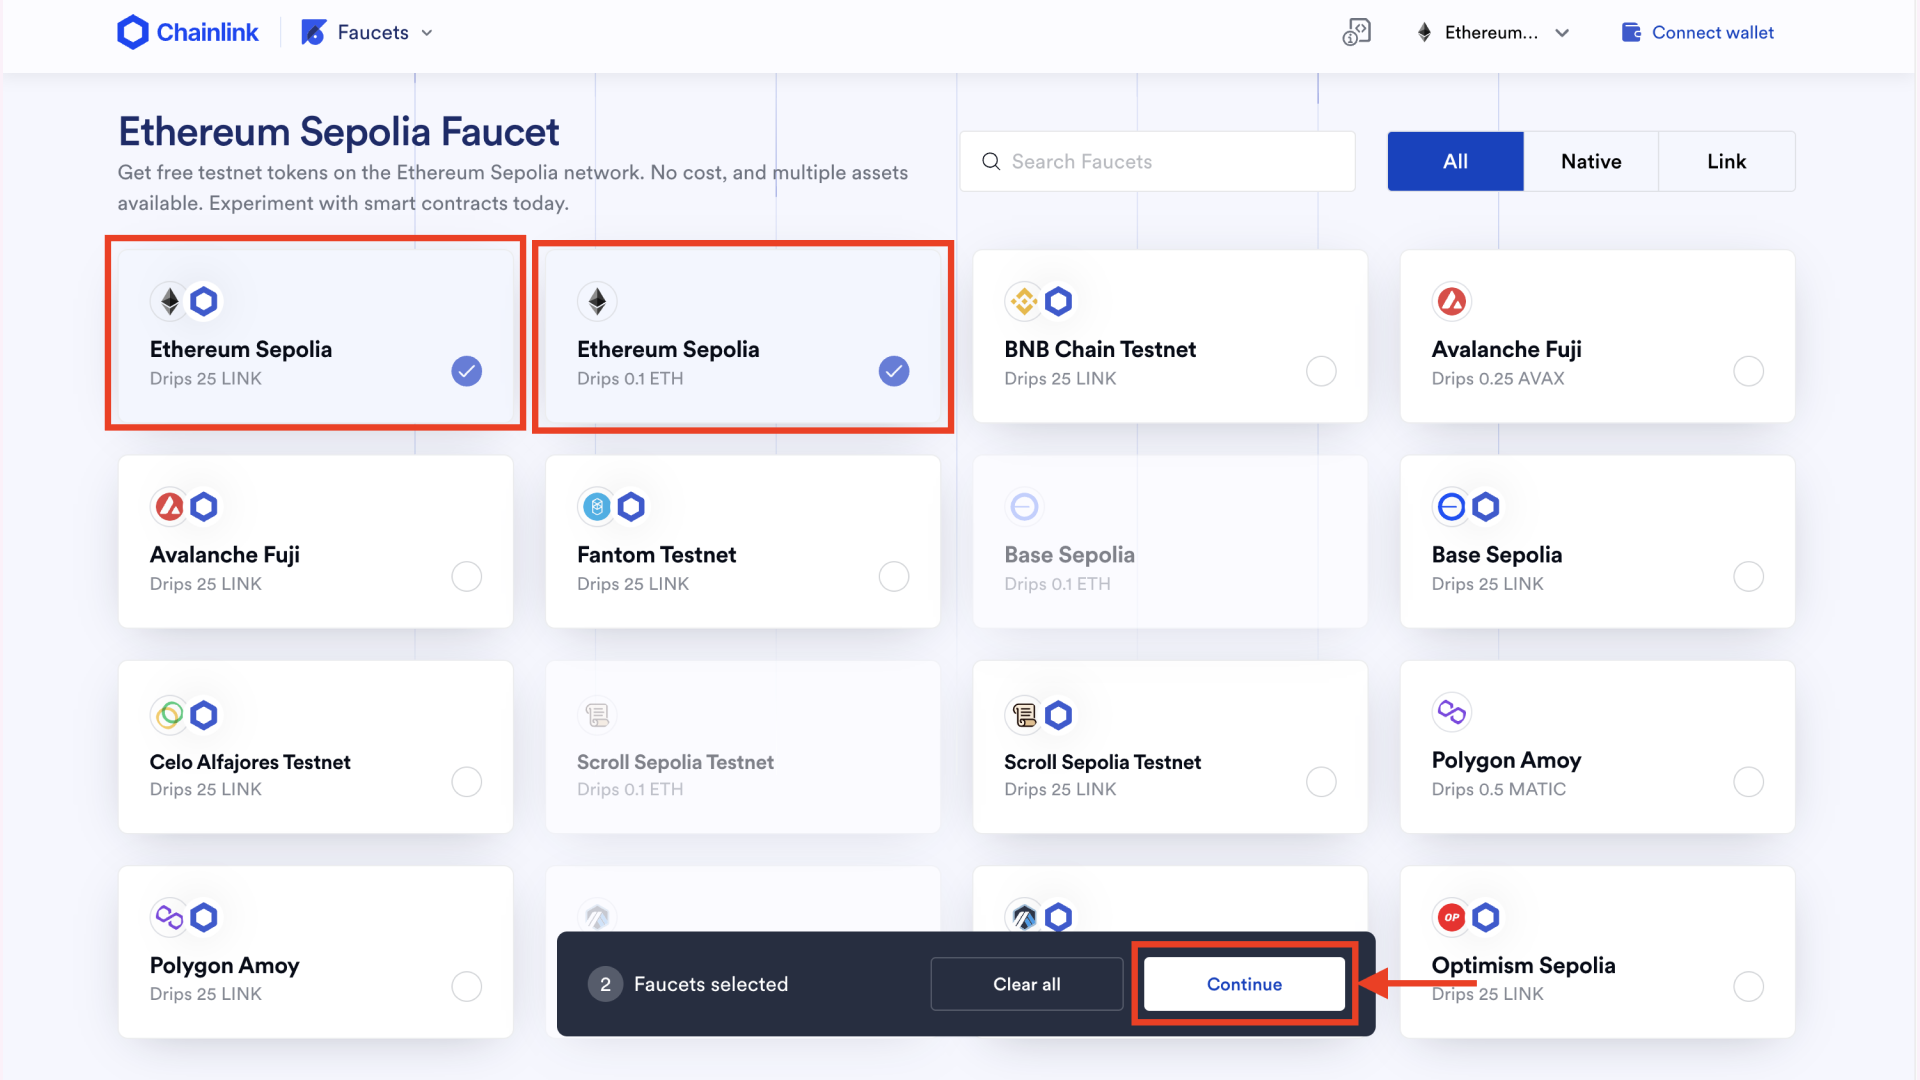 Chainlink
Faucets
Ethereum...
Connect wallet
Ethereum Sepolia Faucet
Get free testnet tokens on the Ethereum Sepolia network. No cost, and multiple assets
available. Experiment with smart contracts today.
Search Faucets
All
Native
Link
Ethereum Sepolia
Drips 25 LINK
Ethereum Sepolia
Drips 0.1 ETH
BNB Chain Testnet
Drips 25 LINK
Avalanche Fuji
Drips 0.25 AVAX
Avalanche Fuji
Drips 25 LINK
Fantom Testnet
Drips 25 LINK
Base Sepolia
Drips 0.1 ETH
Base Sepolia
Drips 25 LINK
Celo Alfajores Testnet
Drips 25 LINK
Scroll Sepolia Testnet
Drips 0.1 ETH
Scroll Sepolia Testnet
Drips 25 LINK
Polygon Amoy
Drips 0.5 MATIC
Polygon Amoy
Drips 25 LINK
OP
Optimism Sepolia
Drips 25 LINK
2
Faucets selected
Clear all
Continue